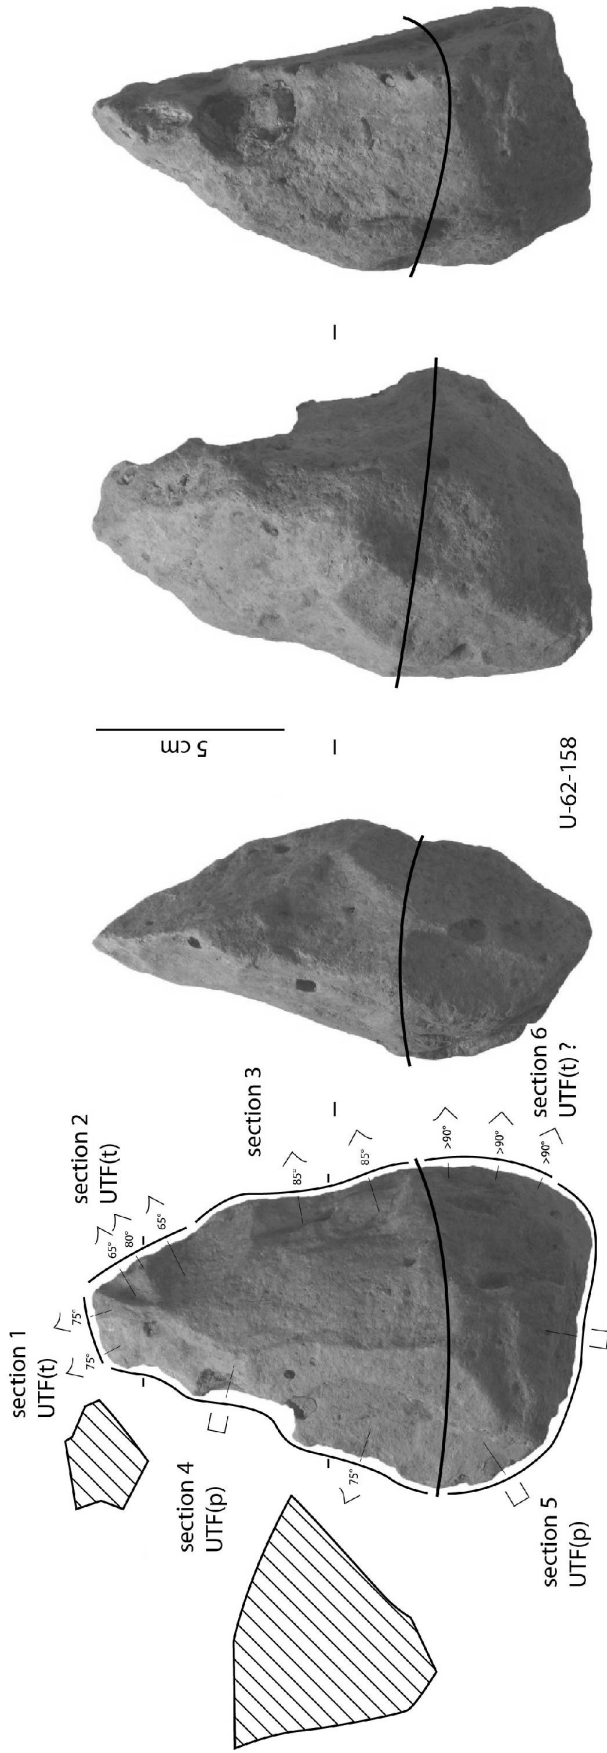 section 1
UTF(t)
section 2
UTF(t)
75°
75°
65°
80°
65°
section 3
85°
85°
section 4
UTF(p)
75°
section 5
UTF(p)
>90°
>90°
>90°
section 6
UTF(t) ?
U-62-158
5 cm